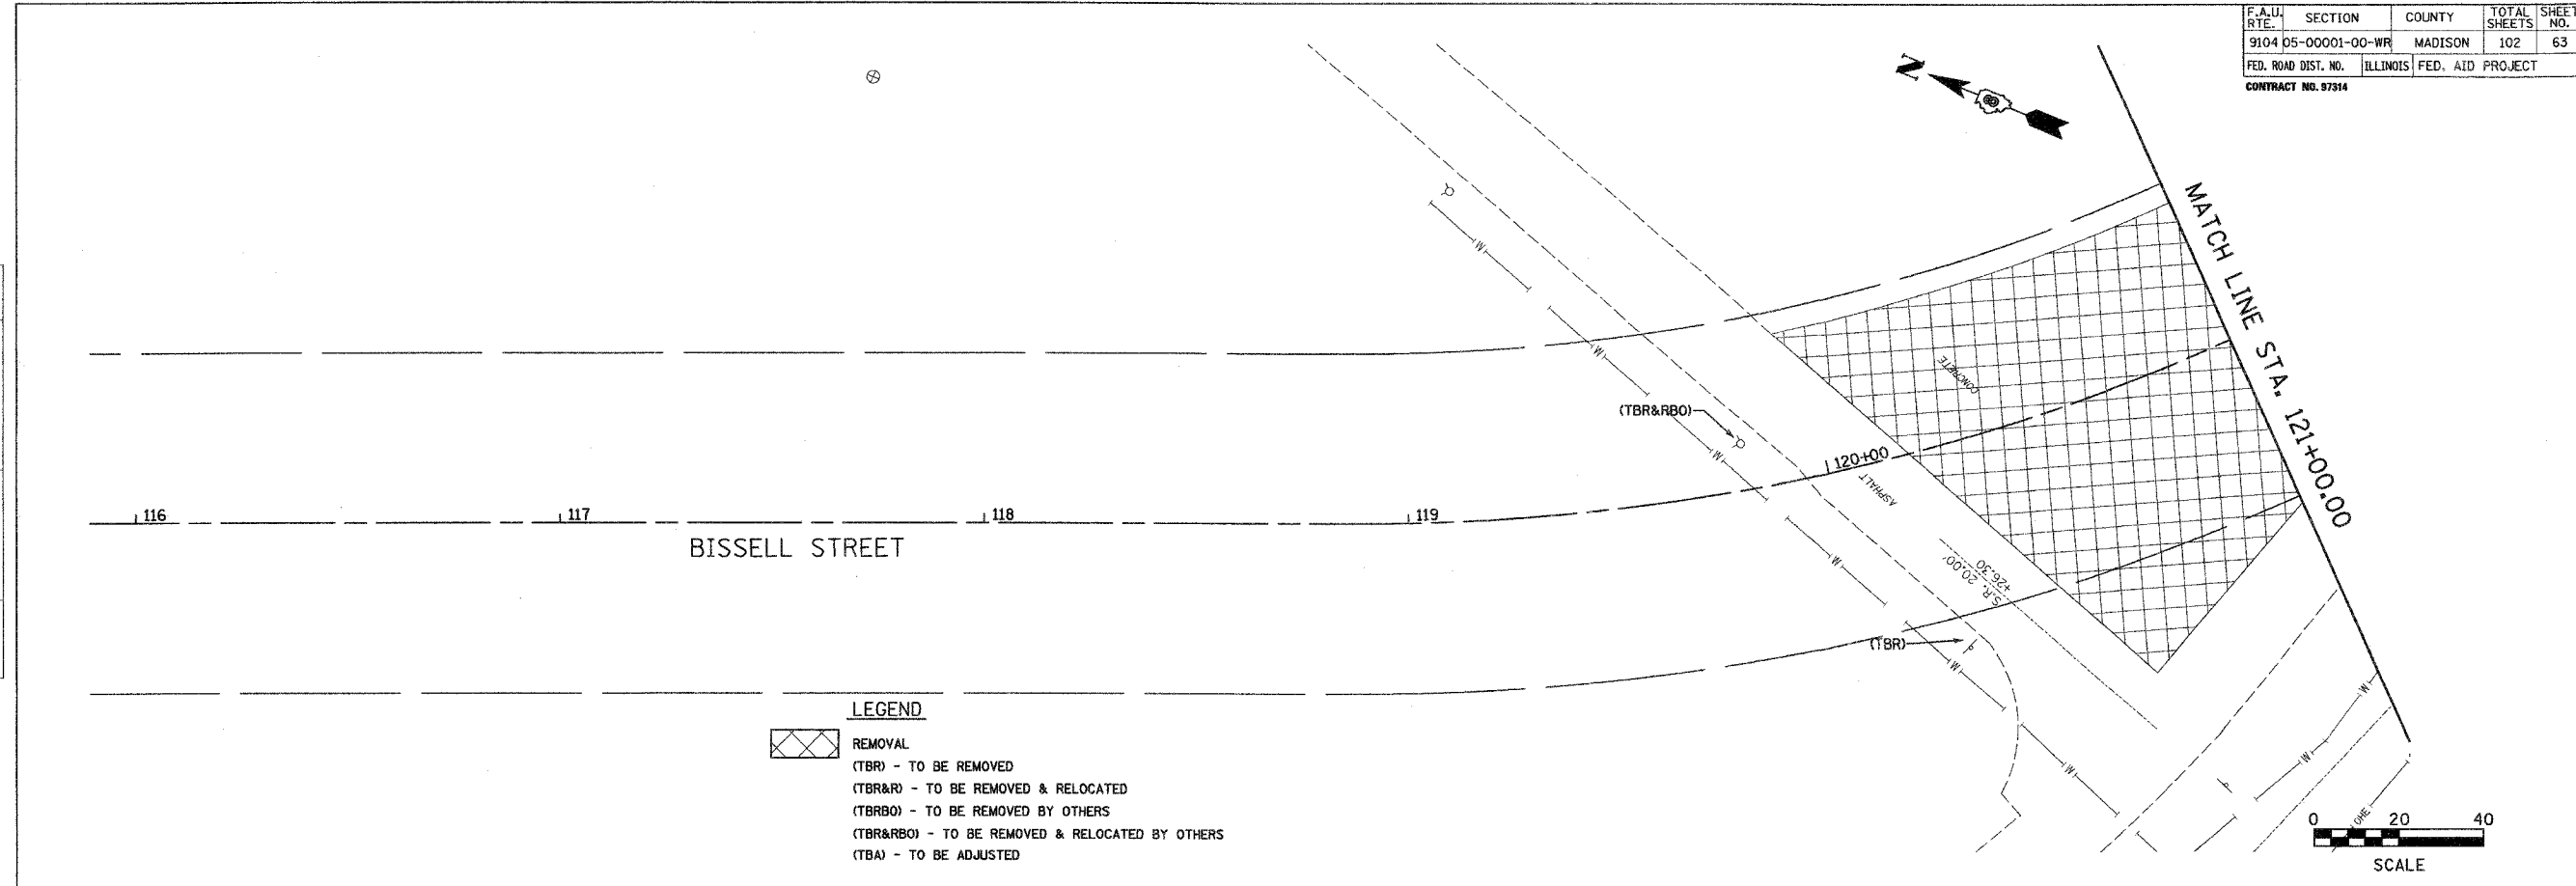 F.A.U. RTE. SECTION COUNTY TOTAL SHEETS SHEET NO.
9104 05-00001-00-WR MADISON 102 63
FED. ROAD DIST. NO. ILLINOIS FED. AID PROJECT
CONTRACT NO. 97314
N
MATCH LINE STA. 121+00.00
CONCRETE
(TBR&RBO)
120+00
ASPHALT
116 117 118 119
BISSELL STREET
S.R. 20.00'
+26.30
(TBR)
W W W W W W W W
P
W W
P
OHE
LEGEND
REMOVAL
(TBR) - TO BE REMOVED
(TBR&R) - TO BE REMOVED & RELOCATED
(TBRBO) - TO BE REMOVED BY OTHERS
(TBR&RBO) - TO BE REMOVED & RELOCATED BY OTHERS
(TBA) - TO BE ADJUSTED
0 20 40
SCALE